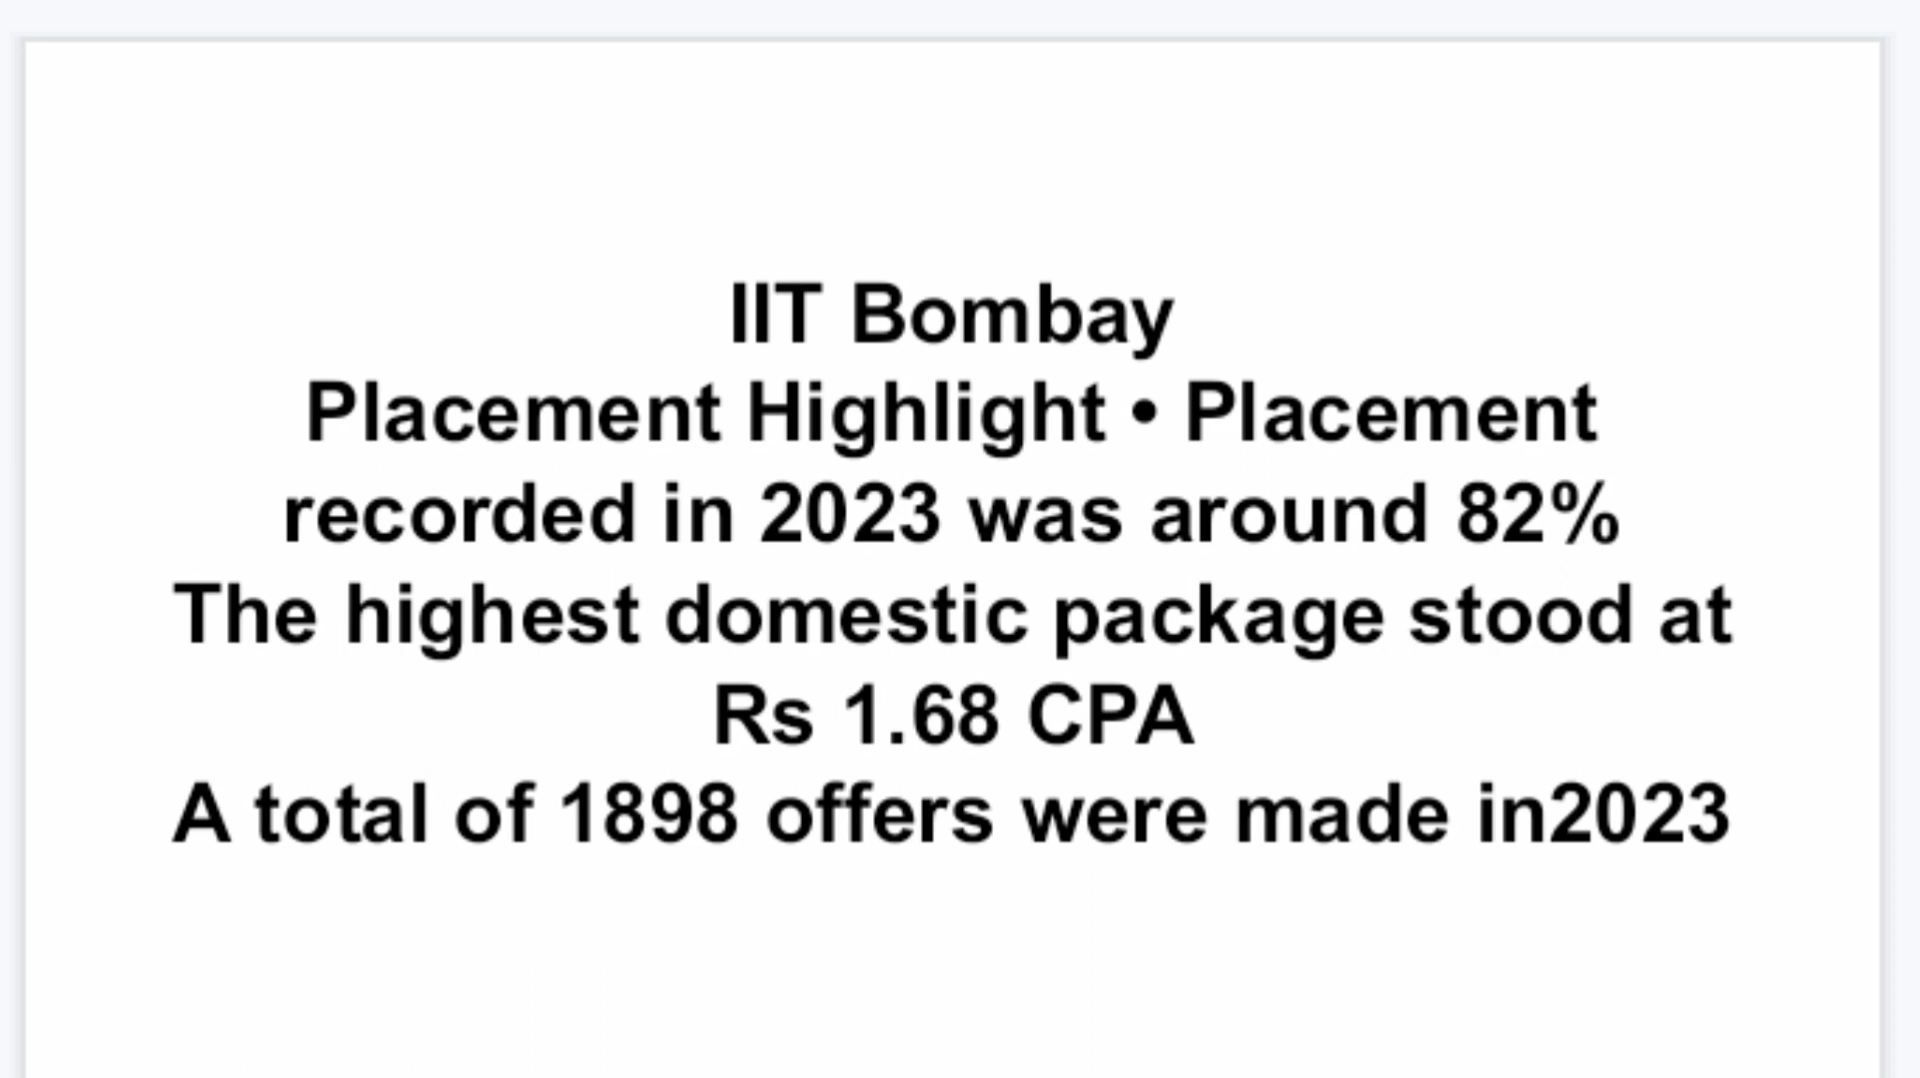 IIT Bombay
Placement Highlight • Placement
recorded in 2023 was around 82%
The highest domestic package stood at
Rs 1.68 CPA
A total of 1898 offers were made in2023